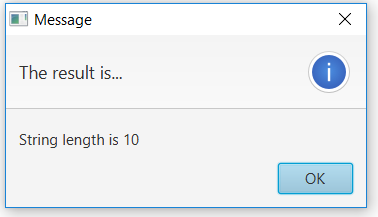 Message
The result is...
String length is 10
OK